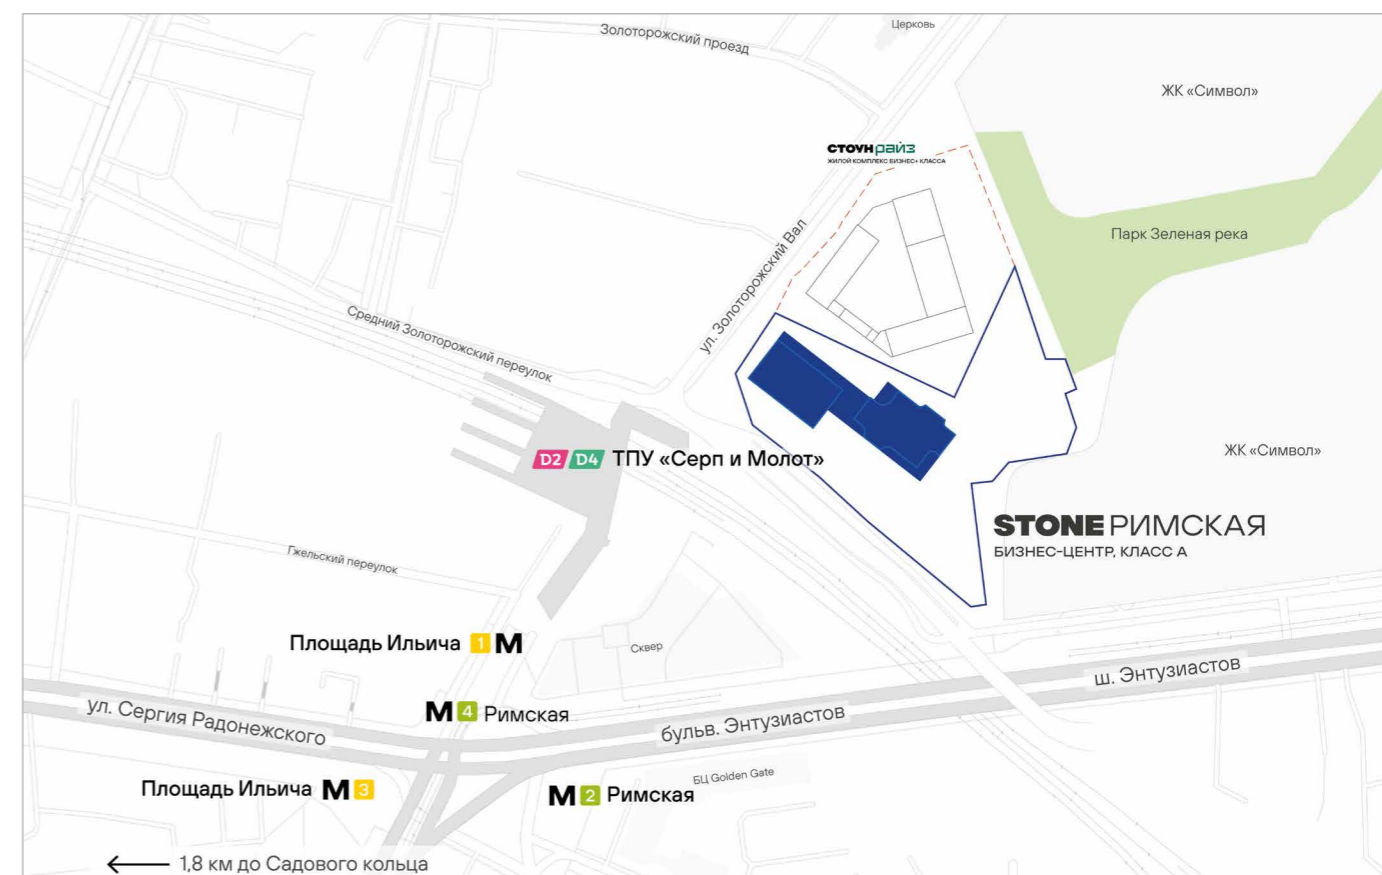 Церковь
Золоторожский проезд
ЖК «Символ»
СТОУН райз
ЖИЛОЙ КОМПЛЕКС БИЗНЕС+ КЛАССА
Парк Зеленая река
ул. Золоторожский Вал
Средний Золоторожский переулок
D2 D4 ТПУ «Серп и Молот»
ЖК «Символ»
STONE РИМСКАЯ
БИЗНЕС-ЦЕНТР, КЛАСС А
Гжельский переулок
Площадь Ильича 1 М
Сквер
ш. Энтузиастов
М 4 Римская
ул. Сергия Радонежского
бульв. Энтузиастов
БЦ Golden Gate
Площадь Ильича М 3
М 2 Римская
1,8 км до Садового кольца